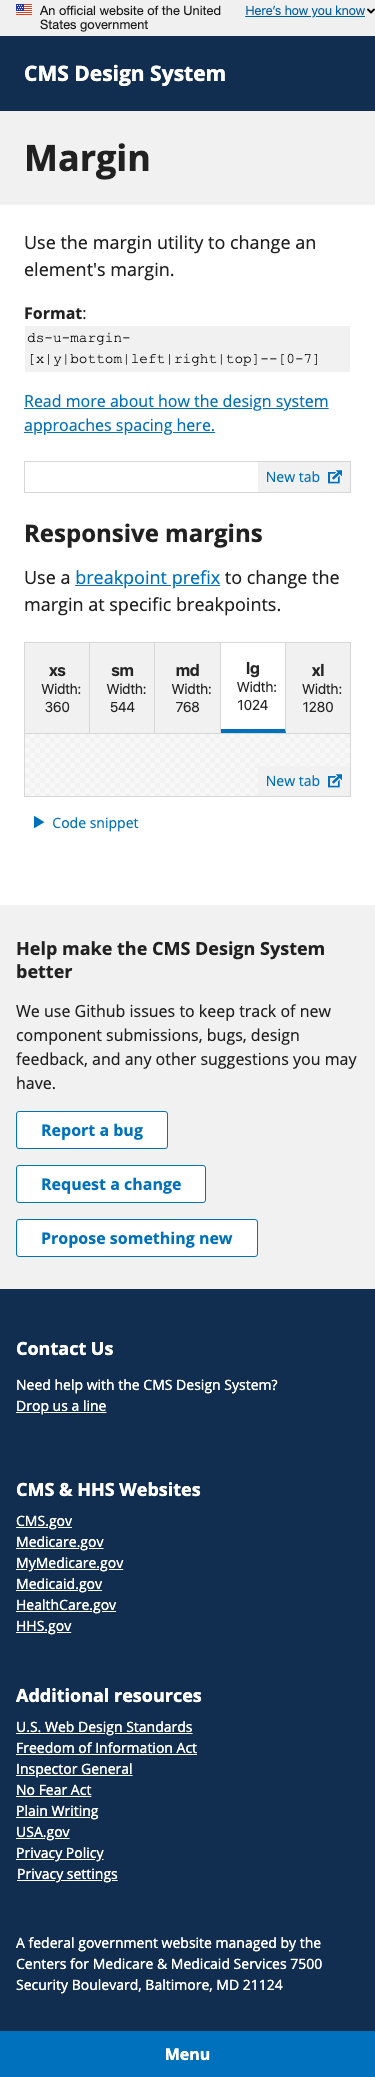 An official website of the United States government
Here's how you know
CMS Design System
Margin
Use the margin utility to change an
element's margin.
Format:
ds-u-margin-
[x|y|bottom|left|right|top]--[0-7]
Read more about how the design system
approaches spacing here.
New tab
Responsive margins
Use a breakpoint prefix to change the
margin at specific breakpoints.
xs Width: 360
sm Width: 544
md Width: 768
lg Width: 1024
xl Width: 1280
New tab
Code snippet
Help make the CMS Design System
better
We use Github issues to keep track of new
component submissions, bugs, design
feedback, and any other suggestions you may
have.
Report a bug
Request a change
Propose something new
Contact Us
Need help with the CMS Design System?
Drop us a line
CMS & HHS Websites
CMS.gov
Medicare.gov
MyMedicare.gov
Medicaid.gov
HealthCare.gov
HHS.gov
Additional resources
U.S. Web Design Standards
Freedom of Information Act
Inspector General
No Fear Act
Plain Writing
USA.gov
Privacy Policy
Privacy settings
A federal government website managed by the
Centers for Medicare & Medicaid Services 7500
Security Boulevard, Baltimore, MD 21124
Menu